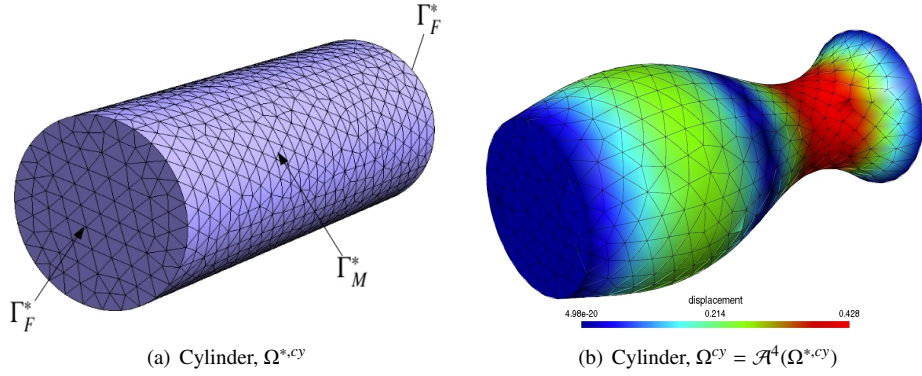 Γ*_F
Γ*_M
Γ*_F
displacement
4.98e-20 0.214 0.428
(a) Cylinder, Ω^{*,cy}
(b) Cylinder, Ω^{cy} = 𝒜^4(Ω^{*,cy})